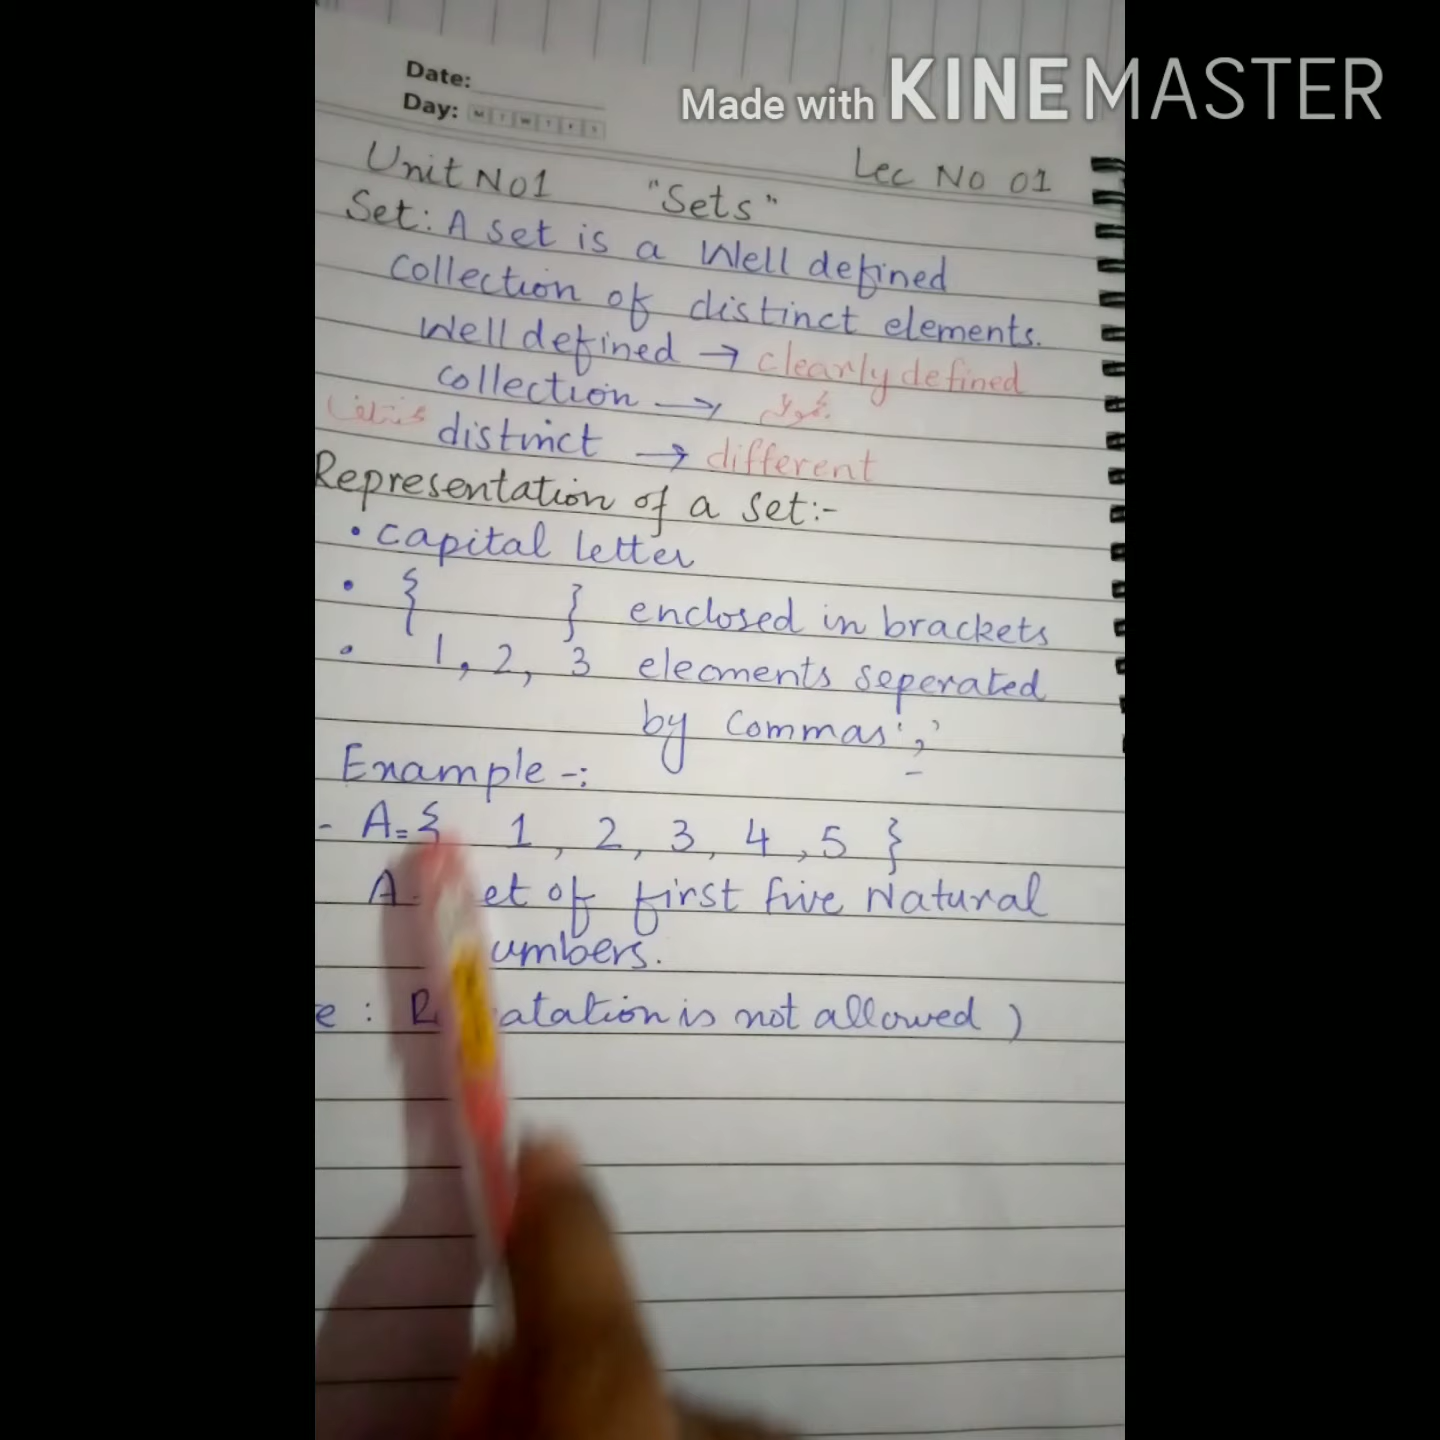 Made with KINEMASTER
Date:
Day: M T W T F S
Lec No 01
Unit No1 "Sets"
Set: A set is a Well defined
collection of distinct elements.
Well defined → clearly defined
collection →
مختلف distinct → different
Representation of a set:-
• capital letter
• { } enclosed in brackets
• 1, 2, 3 elecments seperated
by Commas ‘,’
Example -:
- A = { 1, 2, 3, 4, 5 }
A et of first five Natural
umbers.
e : R atation is not allowed )